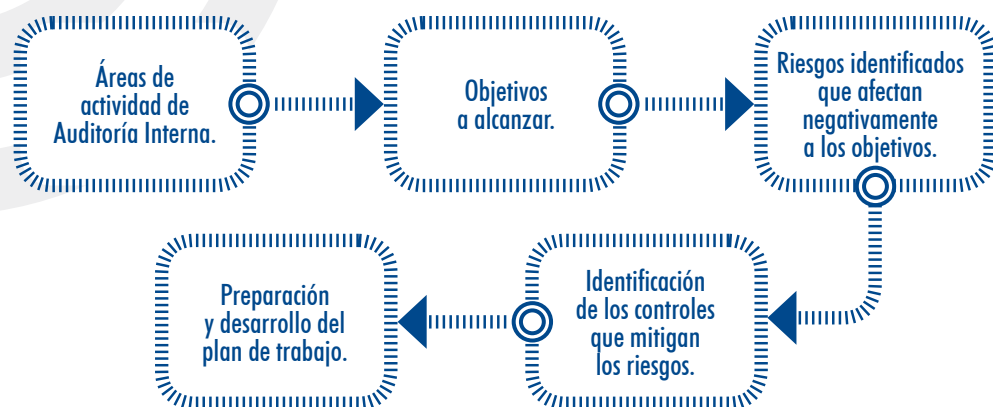 Áreas de
actividad de
Auditoría Interna.
Objetivos
a alcanzar.
Riesgos identificados
que afectan
negativamente
a los objetivos.
Identificación
de los controles
que mitigan
los riesgos.
Preparación
y desarrollo del
plan de trabajo.